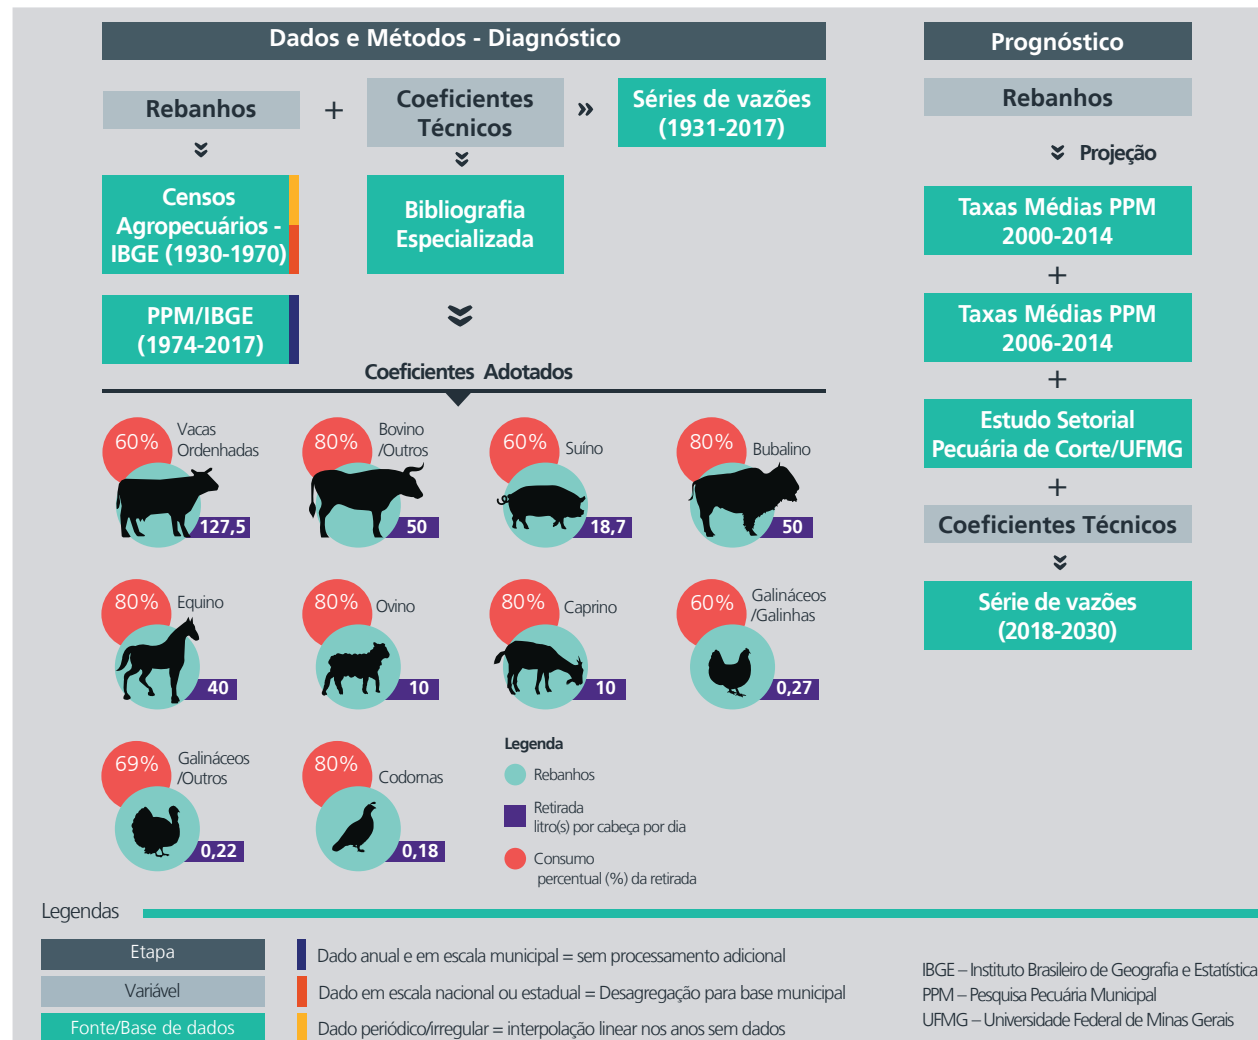 Dados e Métodos - Diagnóstico
Rebanhos
+
Coeficientes
Técnicos
»
Séries de vazões
(1931-2017)
Censos
Agropecuários -
IBGE (1930-1970)
Bibliografia
Especializada
PPM/IBGE
(1974-2017)
Coeficientes Adotados
60%
Vacas
Ordenhadas
127,5
80%
Bovino
/Outros
50
60%
Suíno
18,7
80%
Bubalino
50
80%
Equino
40
80%
Ovino
10
80%
Caprino
10
60%
Galináceos
/Galinhas
0,27
69%
Galináceos
/Outros
0,22
80%
Codornas
0,18
Legenda
Rebanhos
Retirada
litro(s) por cabeça por dia
Consumo
percentual (%) da retirada
Prognóstico
Rebanhos
Projeção
Taxas Médias PPM
2000-2014
+
Taxas Médias PPM
2006-2014
+
Estudo Setorial
Pecuária de Corte/UFMG
+
Coeficientes Técnicos
Série de vazões
(2018-2030)
Legendas
Etapa
Variável
Fonte/Base de dados
Dado anual e em escala municipal = sem processamento adicional
Dado em escala nacional ou estadual = Desagregação para base municipal
Dado periódico/irregular = interpolação linear nos anos sem dados
IBGE – Instituto Brasileiro de Geografia e Estatística
PPM – Pesquisa Pecuária Municipal
UFMG – Universidade Federal de Minas Gerais